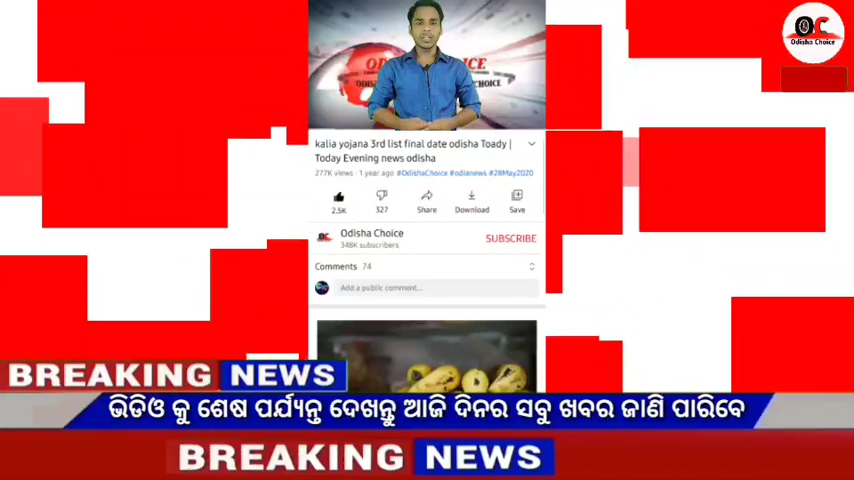 OC
Odisha Choice
kalia yojana 3rd list final date odisha Toady |
Today Evening news odisha
277K views · 1 year ago #OdishaChoice #odianews #28May2020
2.5K 327 Share Download Save
Odisha Choice SUBSCRIBE
348K subscribers
Comments 74
Add a public comment...
BREAKING NEWS
ଭିଡିଓ କୁ ଶେଷ ପର୍ଯ୍ୟନ୍ତ ଦେଖନ୍ତୁ ଆଜି ଦିନର ସବୁ ଖବର ଜାଣି ପାରିବେ
BREAKING NEWS